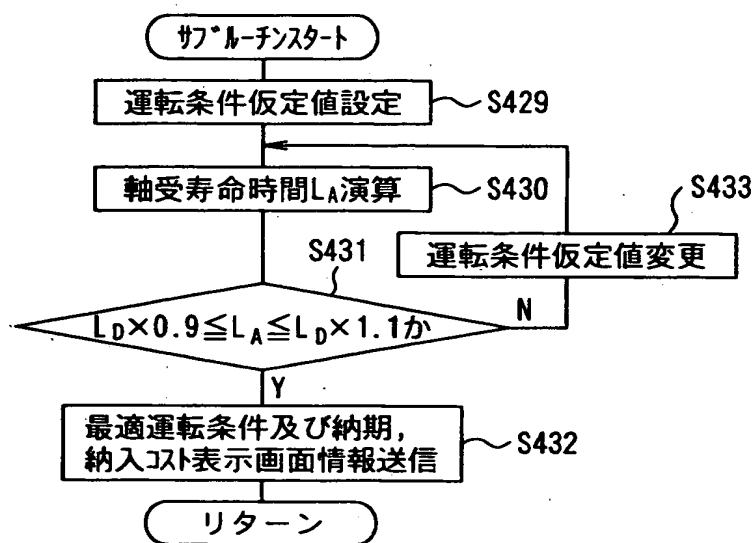 サブルーチンスタート
運転条件仮定値設定
S429
軸受寿命時間LA演算
S430
S433
運転条件仮定値変更
S431
LD×0.9≦LA≦LD×1.1か
N
Y
最適運転条件及び納期,
納入コスト表示画面情報送信
S432
リターン